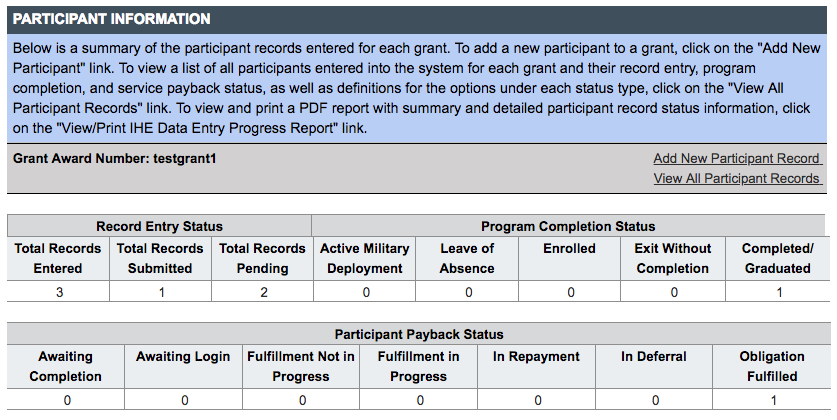 PARTICIPANT INFORMATION
Below is a summary of the participant records entered for each grant. To add a new participant to a grant, click on the "Add New
Participant" link. To view a list of all participants entered into the system for each grant and their record entry, program
completion, and service payback status, as well as definitions for the options under each status type, click on the "View All
Participant Records" link. To view and print a PDF report with summary and detailed participant record status information, click
on the "View/Print IHE Data Entry Progress Report" link.
Grant Award Number: testgrant1
Add New Participant Record
View All Participant Records
Record Entry Status Program Completion Status
Total Records Total Records Total Records Active Military Leave of Enrolled Exit Without Completed/
Entered Submitted Pending Deployment Absence Completion Graduated
3 1 2 0 0 0 0 1
Participant Payback Status
Awaiting Awaiting Login Fulfillment Not in Fulfillment in In Repayment In Deferral Obligation
Completion Progress Progress Fulfilled
0 0 0 0 0 0 1